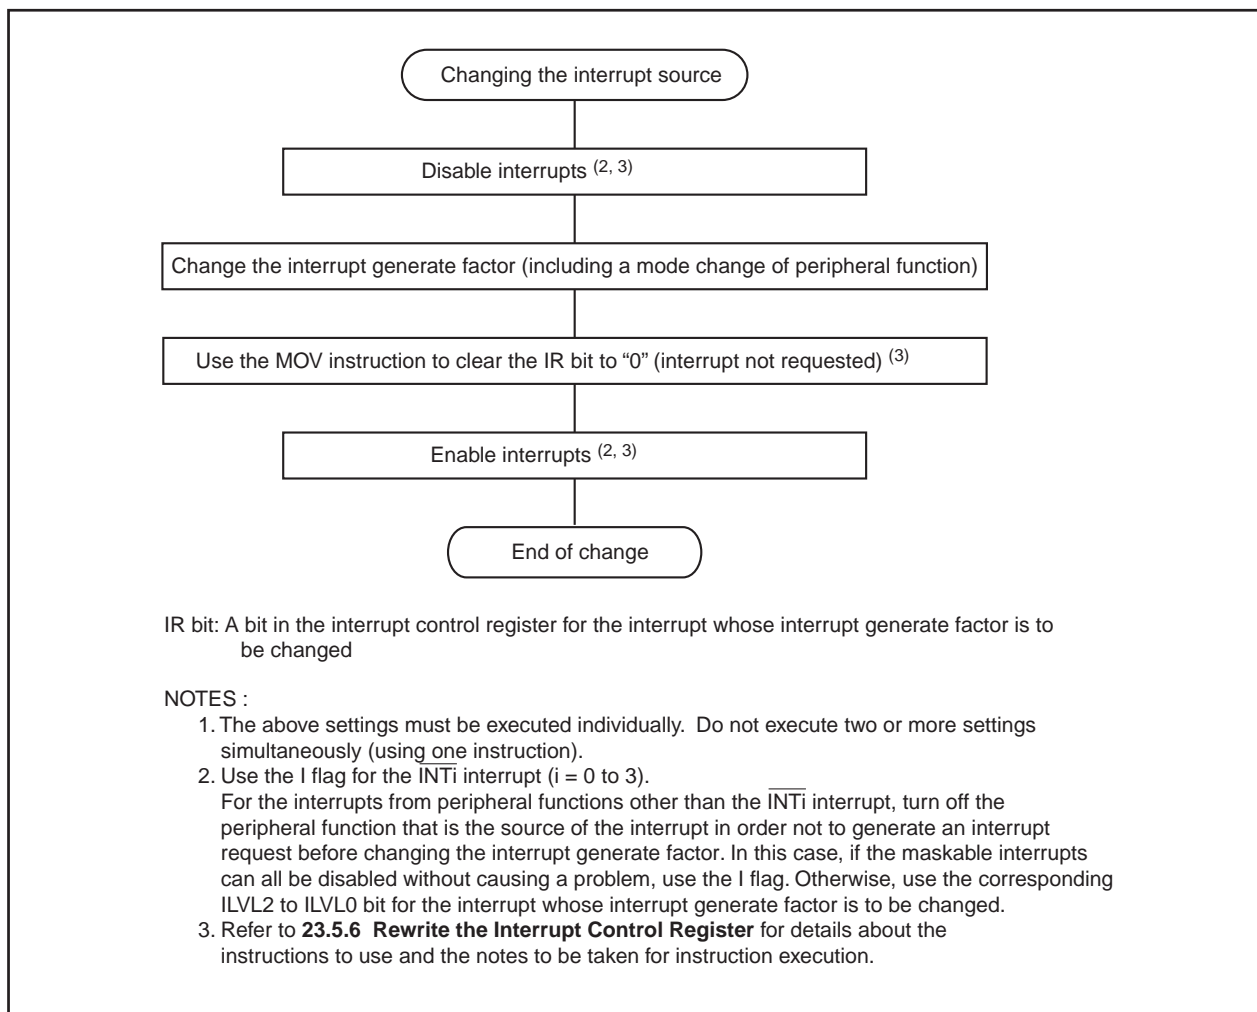 Changing the interrupt source
Disable interrupts (2, 3)
Change the interrupt generate factor (including a mode change of peripheral function)
Use the MOV instruction to clear the IR bit to “0” (interrupt not requested) (3)
Enable interrupts (2, 3)
End of change
IR bit: A bit in the interrupt control register for the interrupt whose interrupt generate factor is to
be changed
NOTES :
1. The above settings must be executed individually. Do not execute two or more settings
simultaneously (using one instruction).
2. Use the I flag for the INTi interrupt (i = 0 to 3).
For the interrupts from peripheral functions other than the INTi interrupt, turn off the
peripheral function that is the source of the interrupt in order not to generate an interrupt
request before changing the interrupt generate factor. In this case, if the maskable interrupts
can all be disabled without causing a problem, use the I flag. Otherwise, use the corresponding
ILVL2 to ILVL0 bit for the interrupt whose interrupt generate factor is to be changed.
3. Refer to 23.5.6 Rewrite the Interrupt Control Register for details about the
instructions to use and the notes to be taken for instruction execution.